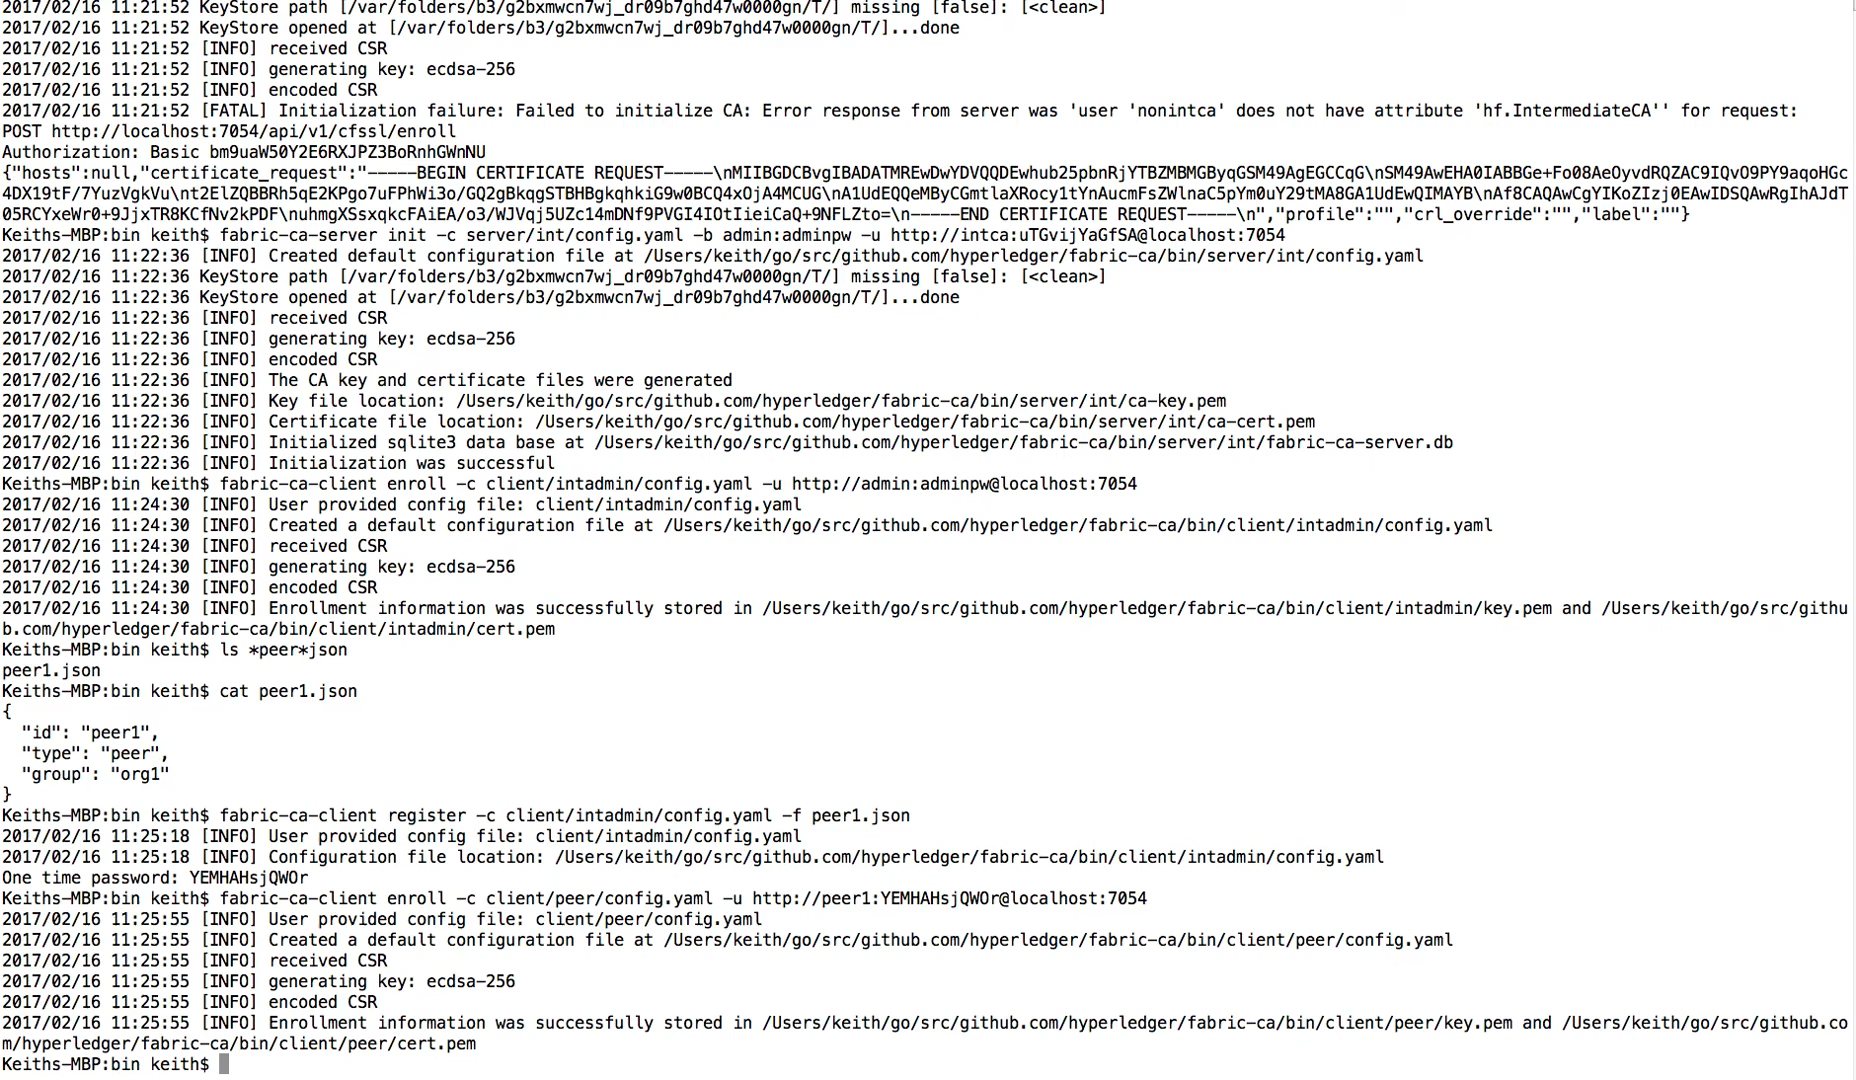 2017/02/16 11:21:52 KeyStore path [/var/folders/b3/g2bxmwcn7wj_dr09b7ghd47w0000gn/T/] missing [false]: [<clean>]
2017/02/16 11:21:52 KeyStore opened at [/var/folders/b3/g2bxmwcn7wj_dr09b7ghd47w0000gn/T/]...done
2017/02/16 11:21:52 [INFO] received CSR
2017/02/16 11:21:52 [INFO] generating key: ecdsa-256
2017/02/16 11:21:52 [INFO] encoded CSR
2017/02/16 11:21:52 [FATAL] Initialization failure: Failed to initialize CA: Error response from server was 'user 'nonintca' does not have attribute 'hf.IntermediateCA'' for request:
POST http://localhost:7054/api/v1/cfssl/enroll
Authorization: Basic bm9uaW50Y2E6RXJPZ3BoRnhGWnNU
{"hosts":null,"certificate_request":"-----BEGIN CERTIFICATE REQUEST-----\nMIIBGDCBvgIBADATMREwDwYDVQQDEwhub25pbnRjYTBZMBMGByqGSM49AgEGCCqG\nSM49AwEHA0IABBGe+Fo08AeOyvdRQZAC9IQvO9PY9aqoHGc
4DX19tF/7YuzVgkVu\nt2ElZQBBRh5qE2KPgo7uFPhWi3o/GQ2gBkqgSTBHBgkqhkiG9w0BCQ4xOjA4MCUG\nA1UdEQQeMByCGmtlaXRocy1tYnAucmFsZWlnaC5pYm0uY29tMA8GA1UdEwQIMAYB\nAf8CAQAwCgYIKoZIzj0EAwIDSQAwRgIhAJdT
05RCYxeWr0+9JjxTR8KCfNv2kPDF\nuhmgXSsxqkcFAiEA/o3/WJVqj5UZc14mDNf9PVGI4IOtIieiCaQ+9NFLZto=\n-----END CERTIFICATE REQUEST-----\n","profile":"","crl_override":"","label":""}
Keiths-MBP:bin keith$ fabric-ca-server init -c server/int/config.yaml -b admin:adminpw -u http://intca:uTGvijYaGfSA@localhost:7054
2017/02/16 11:22:36 [INFO] Created default configuration file at /Users/keith/go/src/github.com/hyperledger/fabric-ca/bin/server/int/config.yaml
2017/02/16 11:22:36 KeyStore path [/var/folders/b3/g2bxmwcn7wj_dr09b7ghd47w0000gn/T/] missing [false]: [<clean>]
2017/02/16 11:22:36 KeyStore opened at [/var/folders/b3/g2bxmwcn7wj_dr09b7ghd47w0000gn/T/]...done
2017/02/16 11:22:36 [INFO] received CSR
2017/02/16 11:22:36 [INFO] generating key: ecdsa-256
2017/02/16 11:22:36 [INFO] encoded CSR
2017/02/16 11:22:36 [INFO] The CA key and certificate files were generated
2017/02/16 11:22:36 [INFO] Key file location: /Users/keith/go/src/github.com/hyperledger/fabric-ca/bin/server/int/ca-key.pem
2017/02/16 11:22:36 [INFO] Certificate file location: /Users/keith/go/src/github.com/hyperledger/fabric-ca/bin/server/int/ca-cert.pem
2017/02/16 11:22:36 [INFO] Initialized sqlite3 data base at /Users/keith/go/src/github.com/hyperledger/fabric-ca/bin/server/int/fabric-ca-server.db
2017/02/16 11:22:36 [INFO] Initialization was successful
Keiths-MBP:bin keith$ fabric-ca-client enroll -c client/intadmin/config.yaml -u http://admin:adminpw@localhost:7054
2017/02/16 11:24:30 [INFO] User provided config file: client/intadmin/config.yaml
2017/02/16 11:24:30 [INFO] Created a default configuration file at /Users/keith/go/src/github.com/hyperledger/fabric-ca/bin/client/intadmin/config.yaml
2017/02/16 11:24:30 [INFO] received CSR
2017/02/16 11:24:30 [INFO] generating key: ecdsa-256
2017/02/16 11:24:30 [INFO] encoded CSR
2017/02/16 11:24:30 [INFO] Enrollment information was successfully stored in /Users/keith/go/src/github.com/hyperledger/fabric-ca/bin/client/intadmin/key.pem and /Users/keith/go/src/githu
b.com/hyperledger/fabric-ca/bin/client/intadmin/cert.pem
Keiths-MBP:bin keith$ ls *peer*json
peer1.json
Keiths-MBP:bin keith$ cat peer1.json
{
  "id": "peer1",
  "type": "peer",
  "group": "org1"
}
Keiths-MBP:bin keith$ fabric-ca-client register -c client/intadmin/config.yaml -f peer1.json
2017/02/16 11:25:18 [INFO] User provided config file: client/intadmin/config.yaml
2017/02/16 11:25:18 [INFO] Configuration file location: /Users/keith/go/src/github.com/hyperledger/fabric-ca/bin/client/intadmin/config.yaml
One time password: YEMHAHsjQWOr
Keiths-MBP:bin keith$ fabric-ca-client enroll -c client/peer/config.yaml -u http://peer1:YEMHAHsjQWOr@localhost:7054
2017/02/16 11:25:55 [INFO] User provided config file: client/peer/config.yaml
2017/02/16 11:25:55 [INFO] Created a default configuration file at /Users/keith/go/src/github.com/hyperledger/fabric-ca/bin/client/peer/config.yaml
2017/02/16 11:25:55 [INFO] received CSR
2017/02/16 11:25:55 [INFO] generating key: ecdsa-256
2017/02/16 11:25:55 [INFO] encoded CSR
2017/02/16 11:25:55 [INFO] Enrollment information was successfully stored in /Users/keith/go/src/github.com/hyperledger/fabric-ca/bin/client/peer/key.pem and /Users/keith/go/src/github.co
m/hyperledger/fabric-ca/bin/client/peer/cert.pem
Keiths-MBP:bin keith$